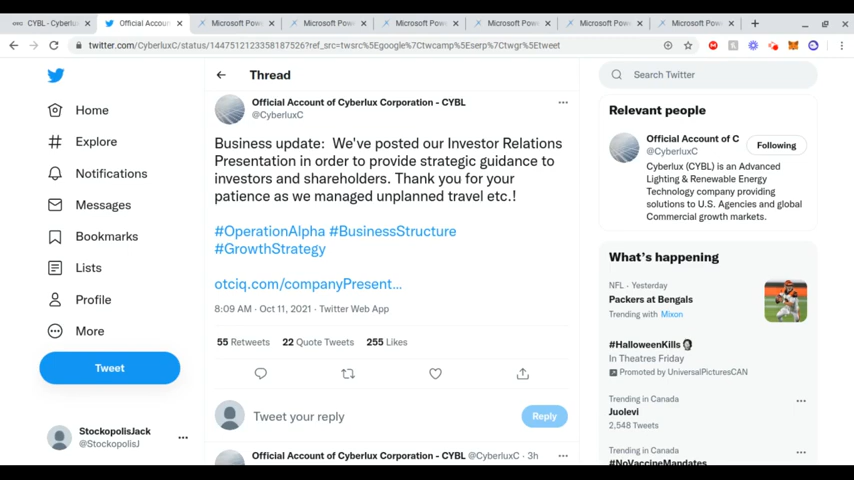 CYBL - Cyberlux
Official Account
Microsoft Powe
Microsoft Powe
Microsoft Powe
Microsoft Powe
Microsoft Powe
Microsoft Powe
twitter.com/CyberluxC/status/1447512123358187526?ref_src=twsrc%5Egoogle%7Ctwcamp%5Eserp%7Ctwgr%5Etweet
Home
Explore
Notifications
Messages
Bookmarks
Lists
Profile
More
Tweet
StockopolisJack
@StockopolisJ
Thread
Official Account of Cyberlux Corporation - CYBL
@CyberluxC
Business update: We've posted our Investor Relations
Presentation in order to provide strategic guidance to
investors and shareholders. Thank you for your
patience as we managed unplanned travel etc.!
#OperationAlpha #BusinessStructure
#GrowthStrategy
otciq.com/companyPresent...
8:09 AM · Oct 11, 2021 · Twitter Web App
55 Retweets 22 Quote Tweets 255 Likes
Tweet your reply
Reply
Official Account of Cyberlux Corporation - CYBL @CyberluxC · 3h
Search Twitter
Relevant people
Official Account of C
@CyberluxC
Following
Cyberlux (CYBL) is an Advanced
Lighting & Renewable Energy
Technology company providing
solutions to U.S. Agencies and global
Commercial growth markets.
What's happening
NFL · Yesterday
Packers at Bengals
Trending with Mixon
#HalloweenKills
In Theatres Friday
Promoted by UniversalPicturesCAN
Trending in Canada
Juolevi
2,548 Tweets
Trending in Canada
#NoVaccineMandates